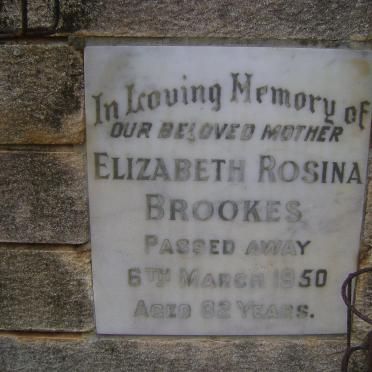 In Loving Memory of
OUR BELOVED MOTHER
ELIZABETH ROSINA
BROOKES
PASSED AWAY
6TH MARCH 1950
AGED 82 YEARS.